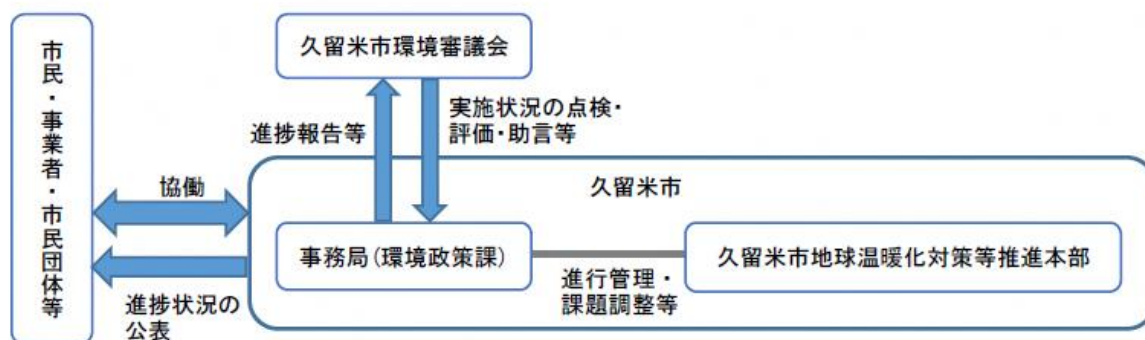 市民・事業者・市民団体等
久留米市環境審議会
進捗報告等
実施状況の点検・
評価・助言等
協働
久留米市
事務局(環境政策課)
久留米市地球温暖化対策等推進本部
進行管理・
課題調整等
進捗状況の
公表